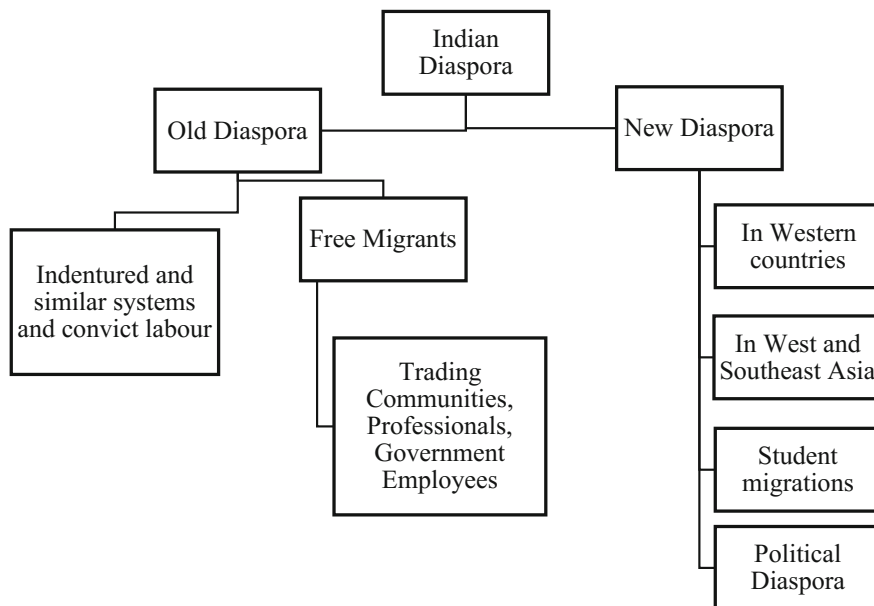 Indian
Diaspora
Old Diaspora
New Diaspora
Indentured and
similar systems
and convict labour
Free Migrants
Trading
Communities,
Professionals,
Government
Employees
In Western
countries
In West and
Southeast Asia
Student
migrations
Political
Diaspora